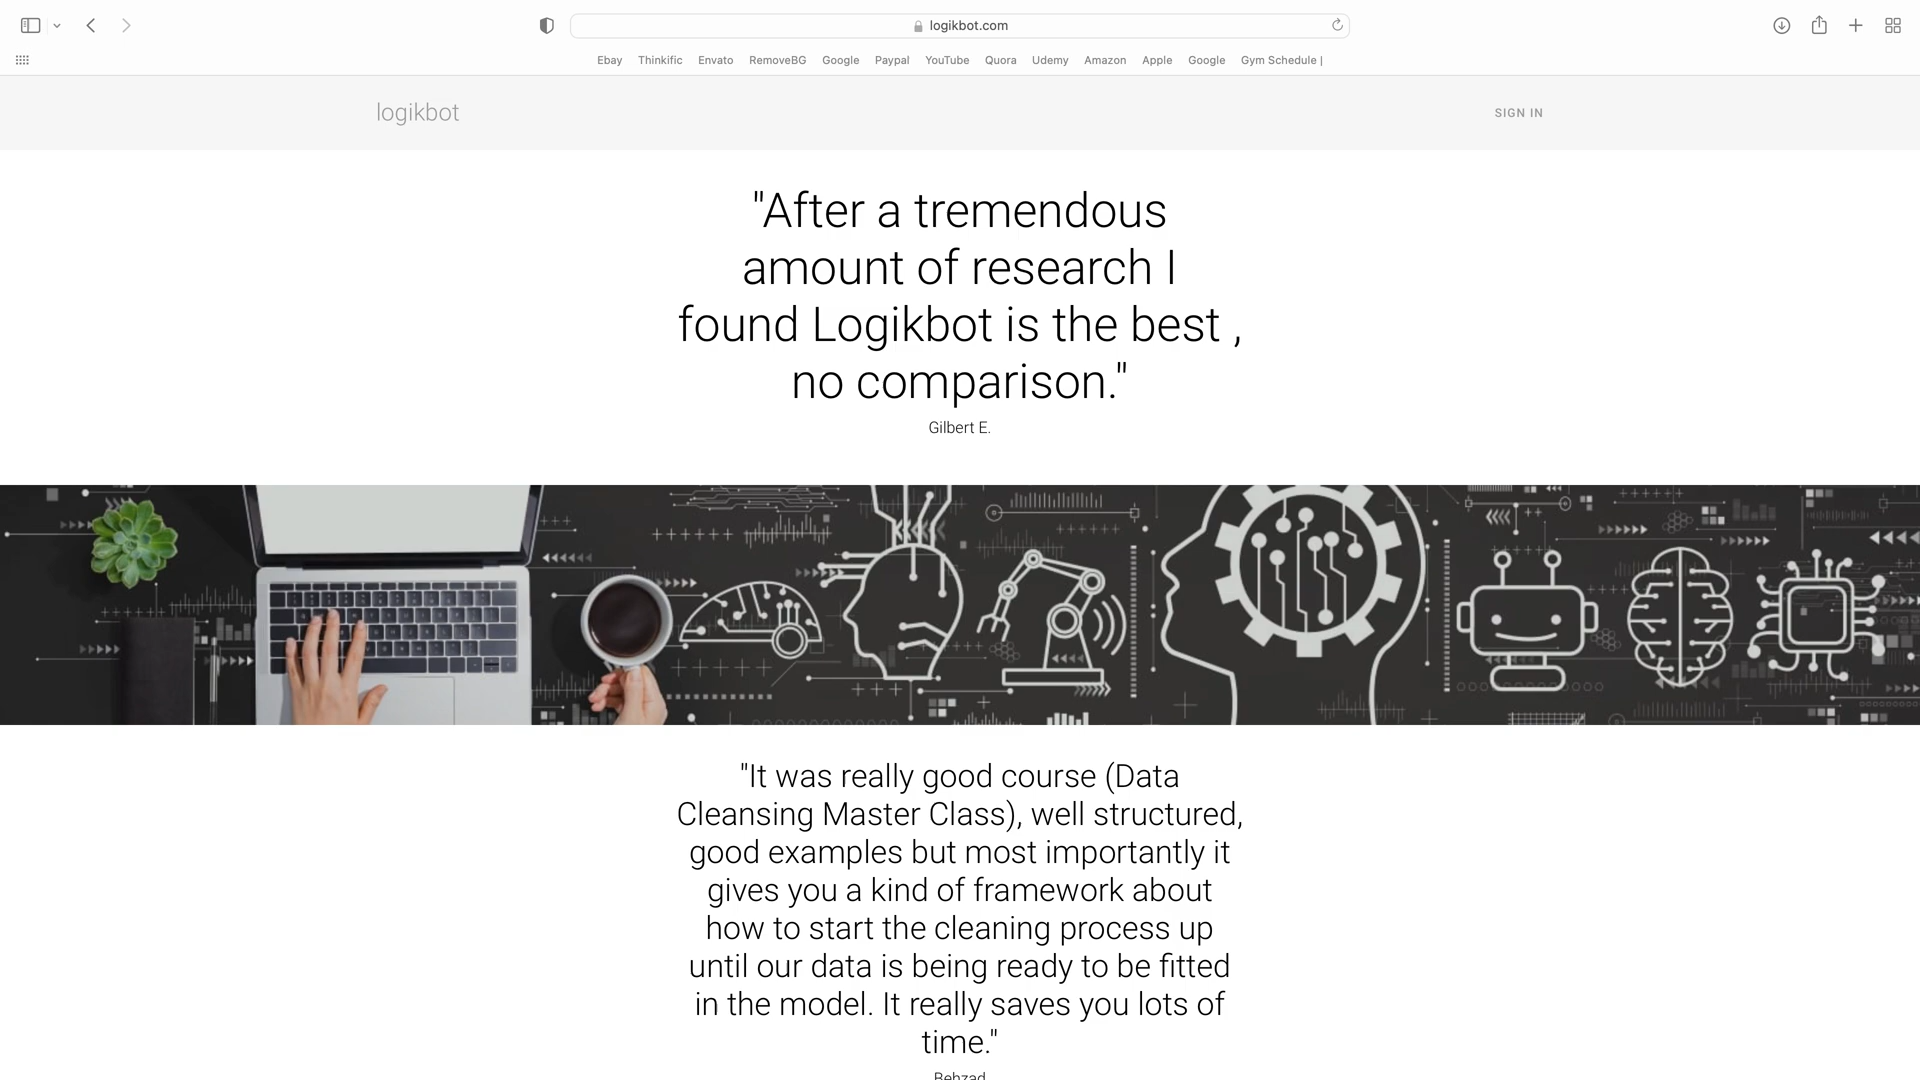 logikbot.com
Ebay Thinkific Envato RemoveBG Google Paypal YouTube Quora Udemy Amazon Apple Google Gym Schedule |
logikbot
SIGN IN
"After a tremendous
amount of research I
found Logikbot is the best ,
no comparison."
Gilbert E.
"It was really good course (Data
Cleansing Master Class), well structured,
good examples but most importantly it
gives you a kind of framework about
how to start the cleaning process up
until our data is being ready to be fitted
in the model. It really saves you lots of
time."
Behzad